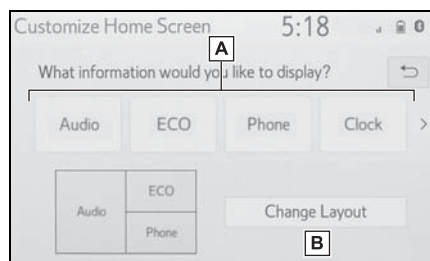 Customize Home Screen 5:18 0
A
What information would you like to display?
Audio ECO Phone Clock >
Audio ECO
Phone
Change Layout
B